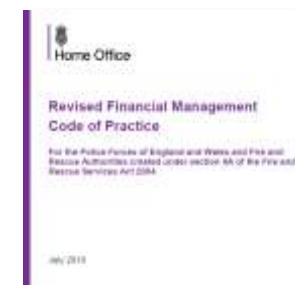 Home Office
Revised Financial Management
Code of Practice
For the Police Forces of England and Wales and Fire and
Rescue Authorities created under section 4A of the Fire and
Rescue Services Act 2004
July 2018